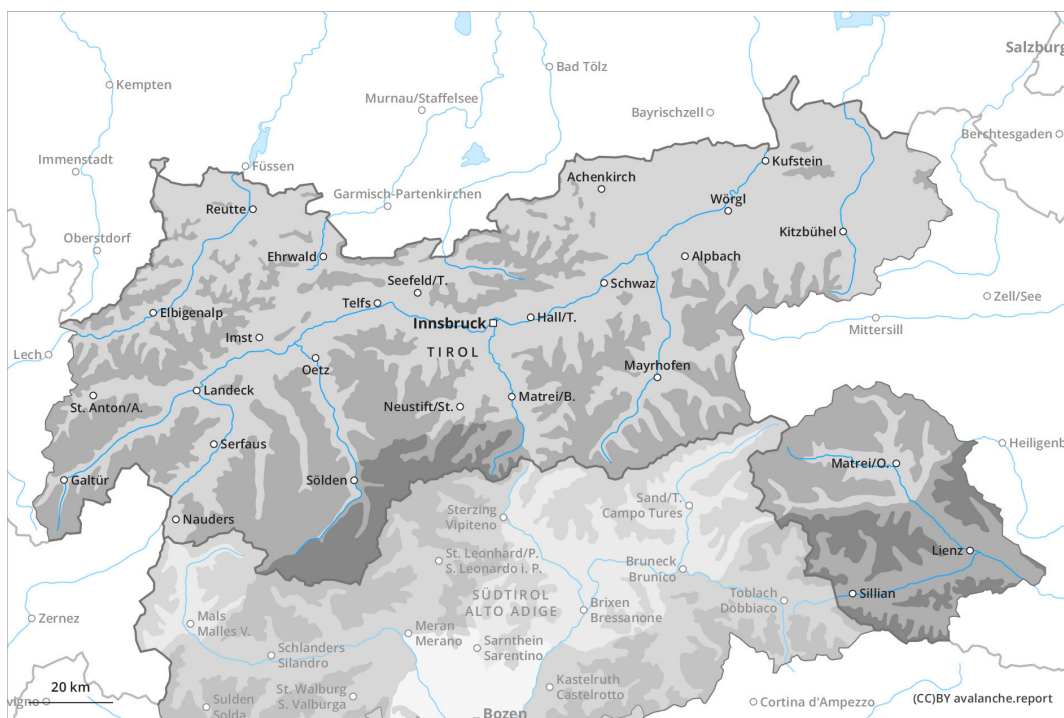 Salzburg
Kempten
Bad Tölz
Murnau/Staffelsee
Bayrischzell
Berchtesgaden
Immenstadt
Füssen
Kufstein
Achenkirch
Garmisch-Partenkirchen
Reutte
Wörgl
Oberstdorf
Kitzbühel
Ehrwald
Seefeld/T.
Alpbach
Schwaz
Zell/See
Telfs
Elbigenalp
Innsbruck
Hall/T.
Mittersill
Imst
Lech
TIROL
Oetz
Mayrhofen
Landeck
St. Anton/A.
Neustift/St.
Matrei/B.
Serfaus
Heiligenb
Matrei/O.
Galtür
Sölden
Sand/T.
Campo Tures
Sterzing
Vipiteno
Nauders
St. Leonhard/P.
S. Leonardo i. P.
Lienz
Bruneck
Brunico
SÜDTIROL
ALTO ADIGE
Toblach
Dobbiaco
Sillian
Brixen
Bressanone
Mals
Malles V.
Zernez
Meran
Merano
Sarnthein
Sarentino
Schlanders
Silandro
Kastelruth
Castelrotto
20 km
St. Walburg
S. Valburga
Sulden
Solda
vigno
Cortina d'Ampezzo
(CC)BY avalanche.report
Bozen